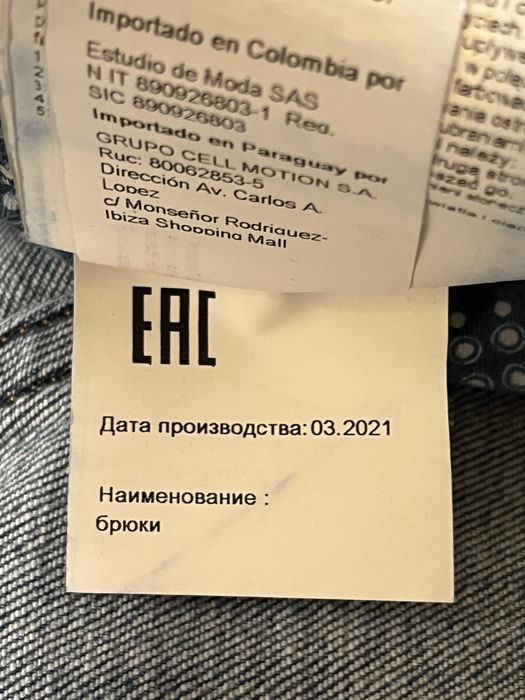 Importado en Colombia por
Estudio de Moda SAS
N IT 890926803-1 Reg.
SIC 890926803
Importado en Paraguay por
GRUPO CELL MOTION S.A.
Ruc: 80062853-5
Dirección Av. Carlos A.
Lopez
c/ Monseñor Rodriguez-
Ibiza Shopping Mall
EAC
Дата производства: 03.2021
Наименование :
брюки